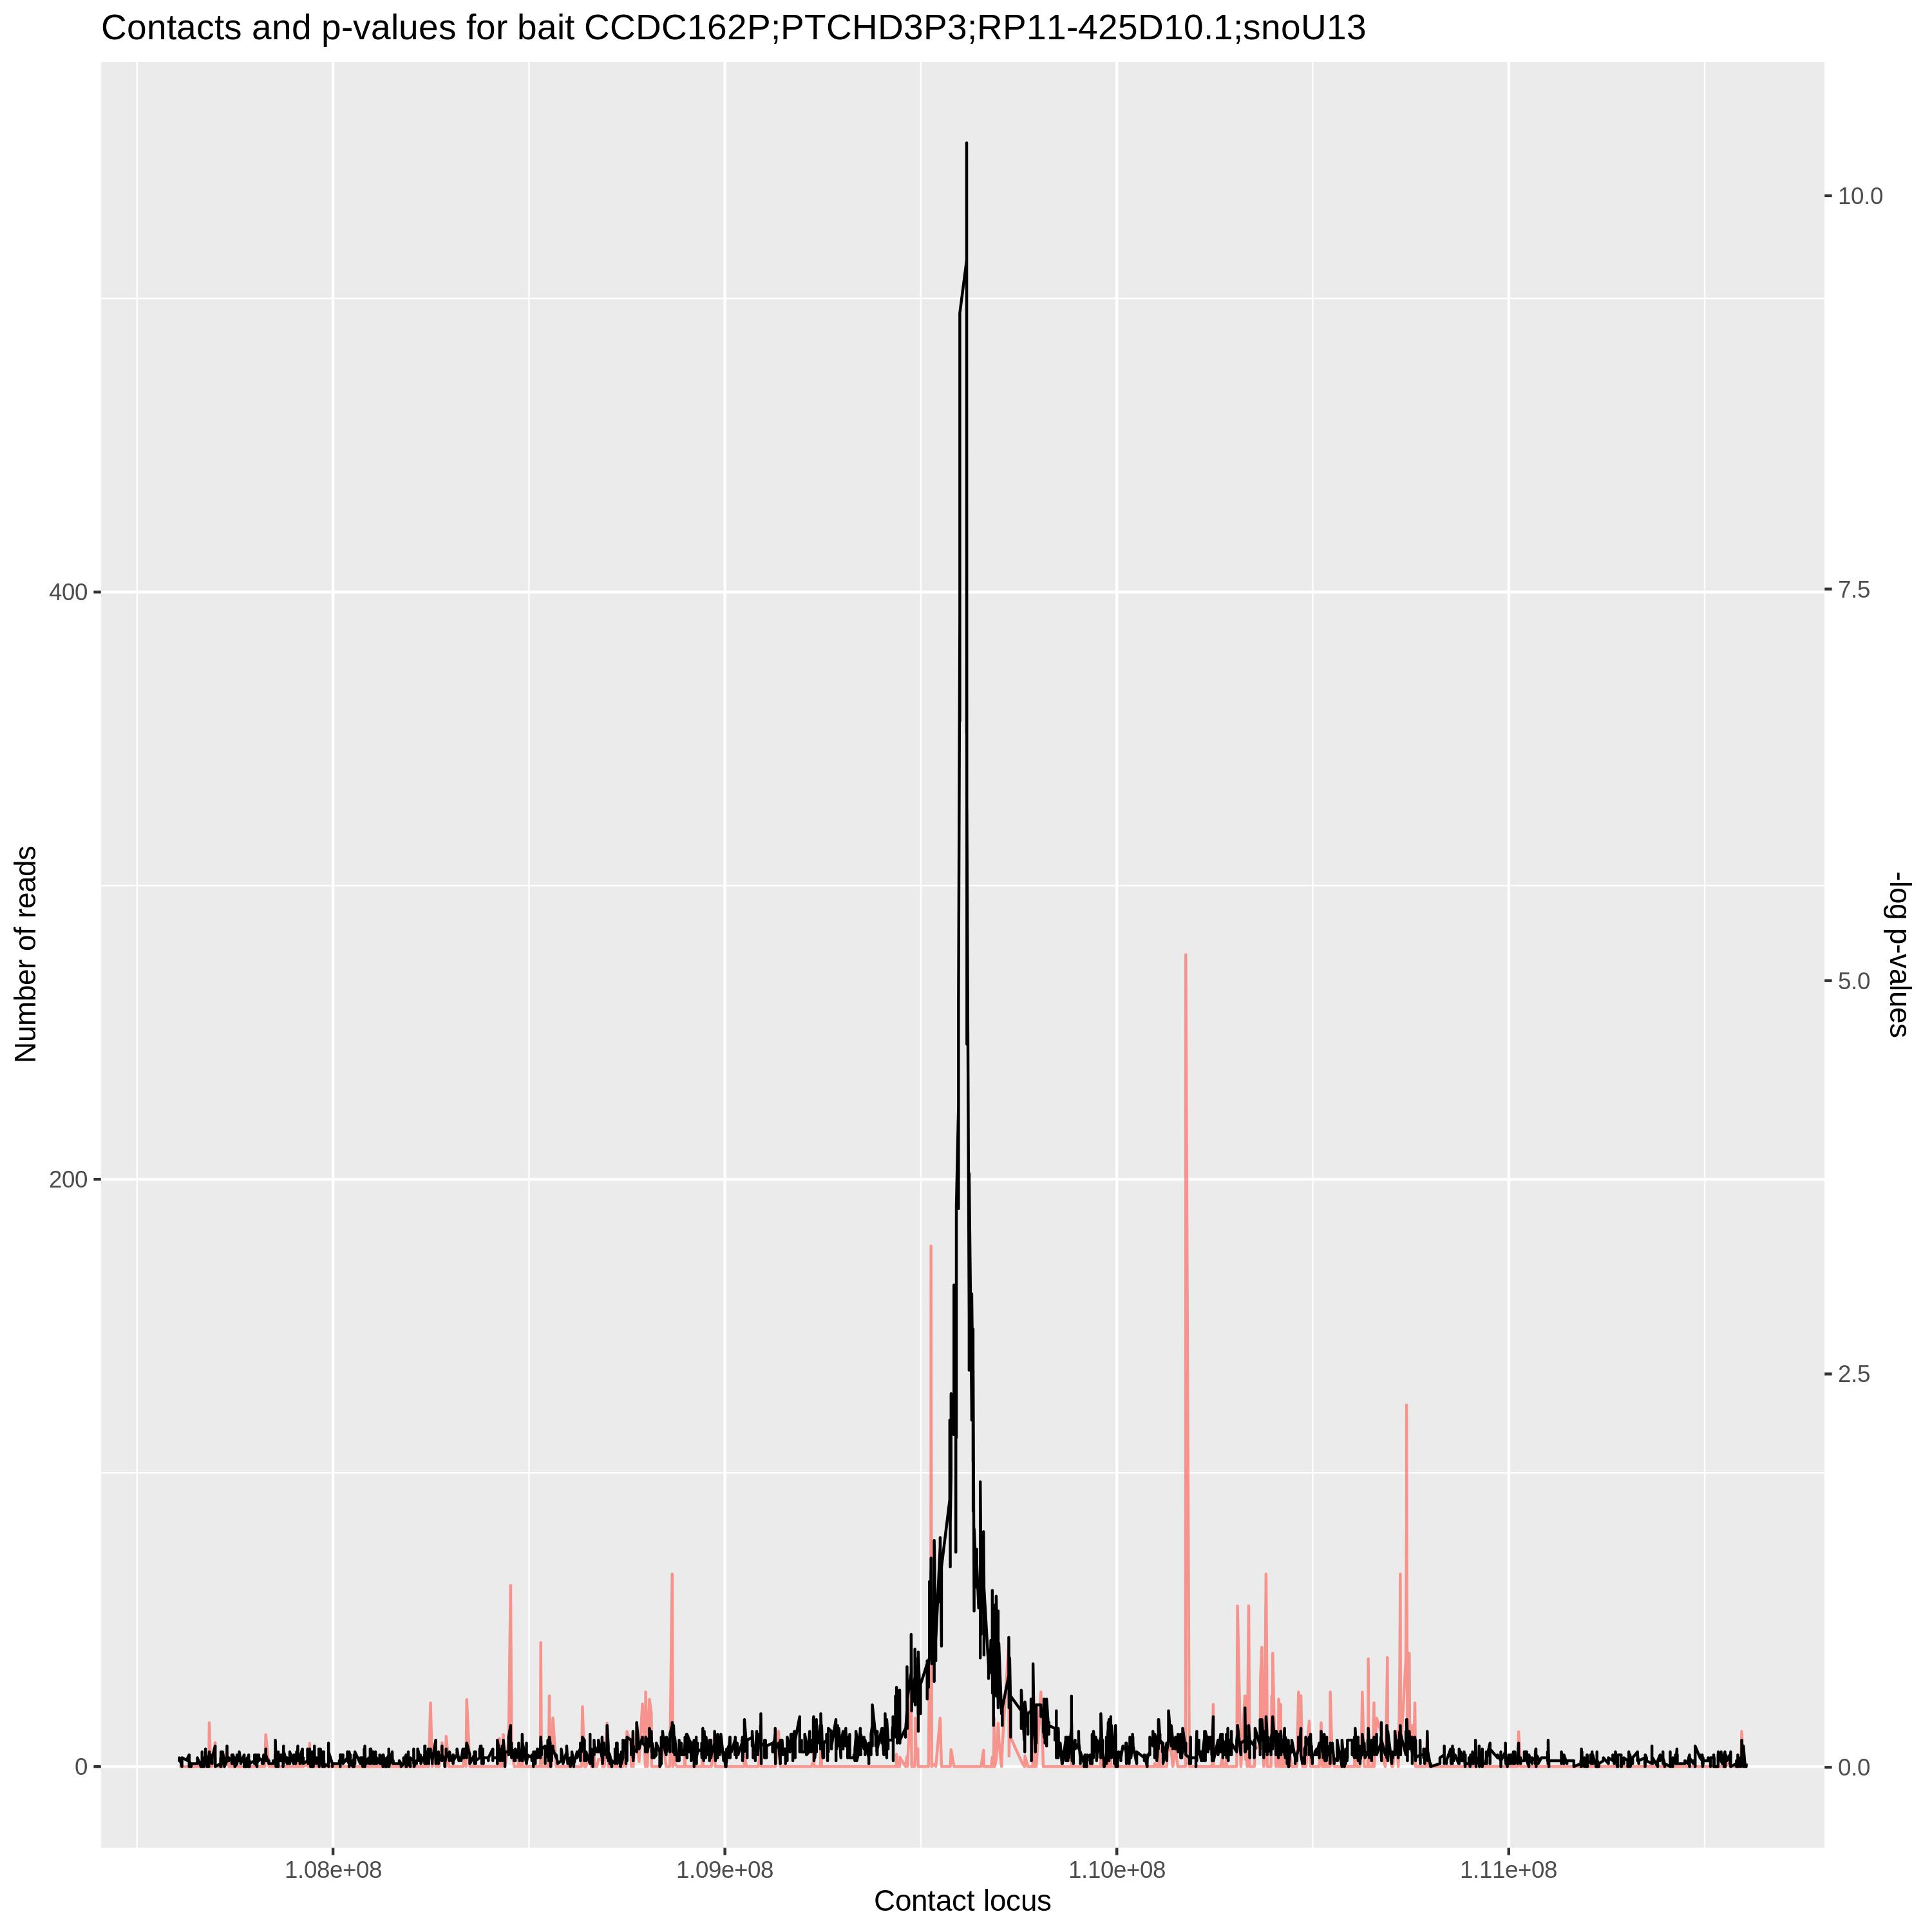 Contacts and p-values for bait CCDC162P;PTCHD3P3;RP11-425D10.1;snoU13
Number of reads
400
200
0
10.0
7.5
5.0
2.5
0.0
-log p-values
1.08e+08
1.09e+08
1.10e+08
1.11e+08
Contact locus